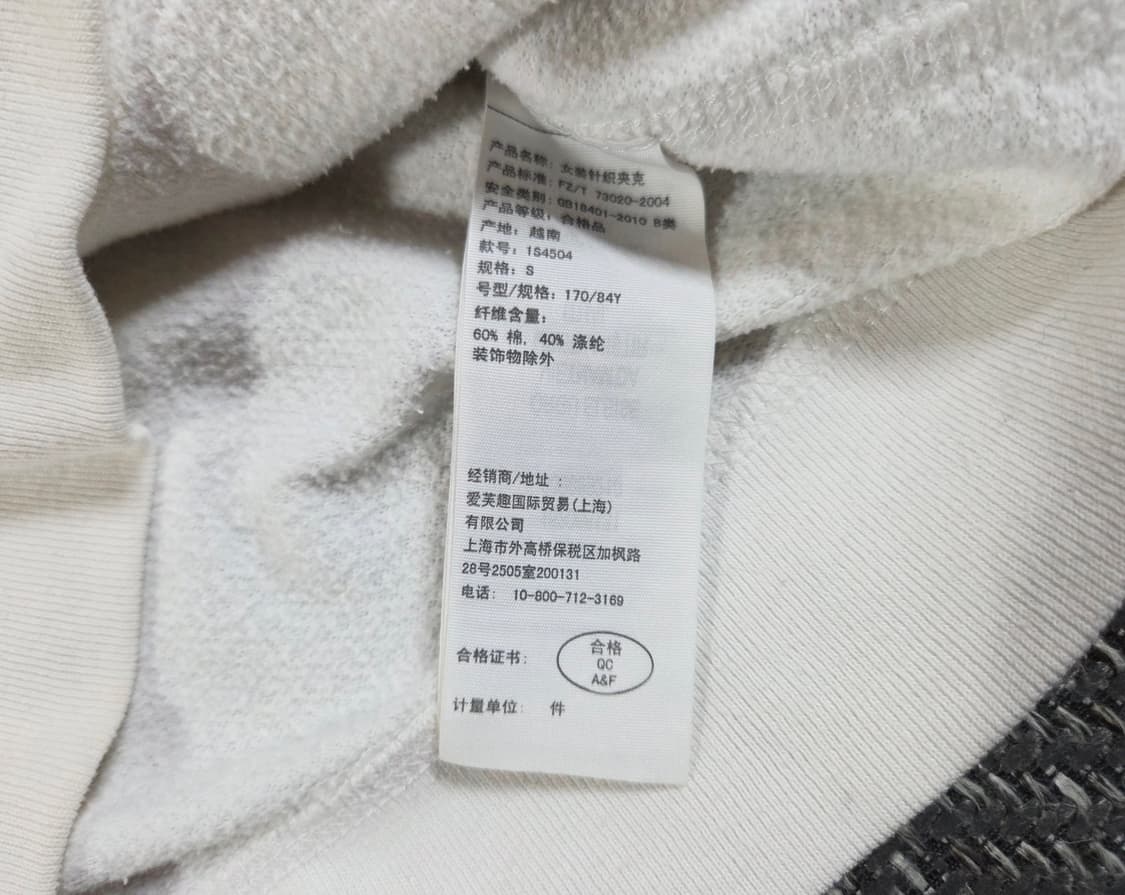 产品名称：女装针织夹克
产品标准：FZ/T 73020-2004
安全类别：GB18401-2010 B类
产品等级：合格品
产地：越南
款号：1S4504
规格：S
号型/规格：170/84Y
纤维含量：
60% 棉, 40% 涤纶
装饰物除外
经销商/地址：
爱芙趣国际贸易(上海)
有限公司
上海市外高桥保税区加枫路
28号2505室200131
电话： 10-800-712-3169
合格证书：
合格
QC
A&F
计量单位： 件